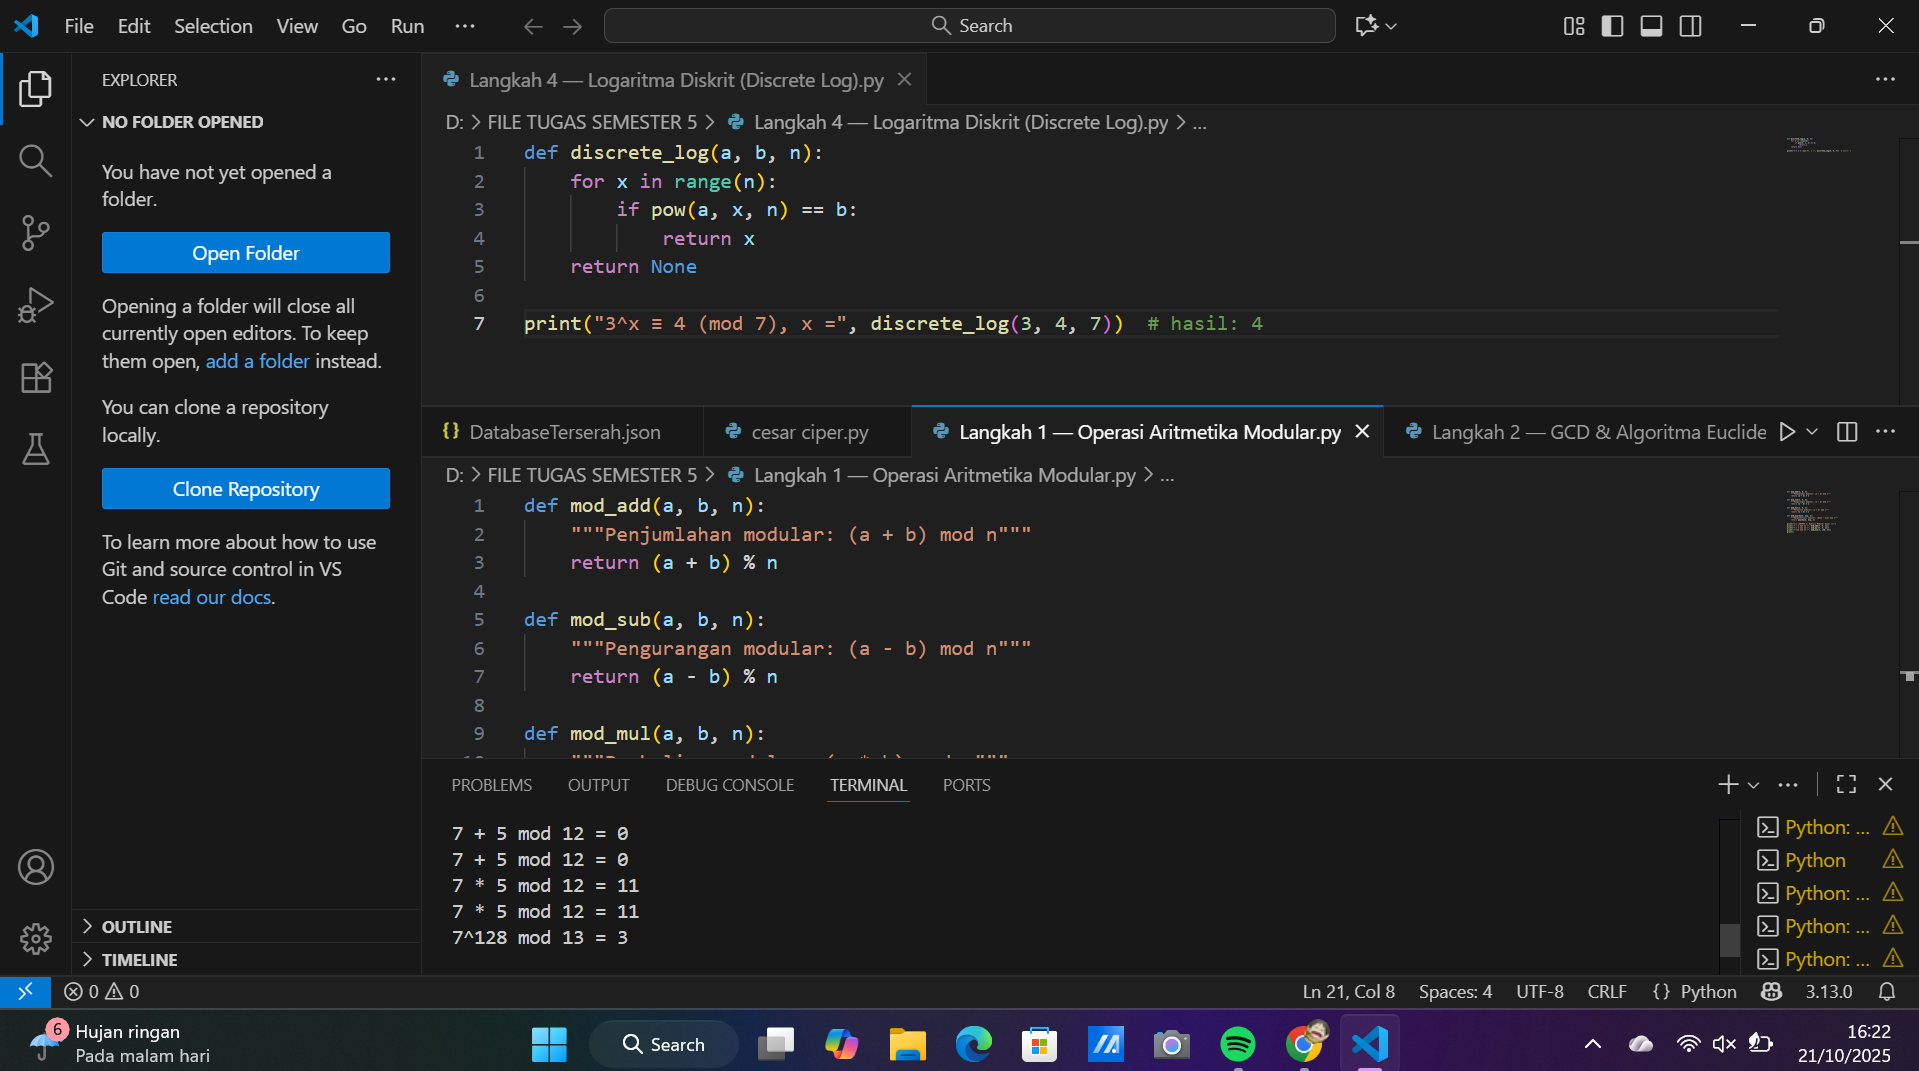 File Edit Selection View Go Run ...
Search
EXPLORER
NO FOLDER OPENED
You have not yet opened a
folder.
Open Folder
Opening a folder will close all
currently open editors. To keep
them open, add a folder instead.
You can clone a repository
locally.
Clone Repository
To learn more about how to use
Git and source control in VS
Code read our docs.
OUTLINE
TIMELINE
Langkah 4 — Logaritma Diskrit (Discrete Log).py
D: > FILE TUGAS SEMESTER 5 > Langkah 4 — Logaritma Diskrit (Discrete Log).py > ...
1 def discrete_log(a, b, n):
2 for x in range(n):
3 if pow(a, x, n) == b:
4 return x
5 return None
6
7 print("3^x ≡ 4 (mod 7), x =", discrete_log(3, 4, 7)) # hasil: 4
{} DatabaseTerserah.json cesar ciper.py Langkah 1 — Operasi Aritmetika Modular.py Langkah 2 — GCD & Algoritma Euclide
D: > FILE TUGAS SEMESTER 5 > Langkah 1 — Operasi Aritmetika Modular.py > ...
1 def mod_add(a, b, n):
2 """Penjumlahan modular: (a + b) mod n"""
3 return (a + b) % n
4
5 def mod_sub(a, b, n):
6 """Pengurangan modular: (a - b) mod n"""
7 return (a - b) % n
8
9 def mod_mul(a, b, n):
PROBLEMS OUTPUT DEBUG CONSOLE TERMINAL PORTS
7 + 5 mod 12 = 0
7 + 5 mod 12 = 0
7 * 5 mod 12 = 11
7 * 5 mod 12 = 11
7^128 mod 13 = 3
Python: ...
Python
Python: ...
Python: ...
Python: ...
0 0
Ln 21, Col 8 Spaces: 4 UTF-8 CRLF {} Python 3.13.0
6
Hujan ringan
Pada malam hari
Search
16:22
21/10/2025